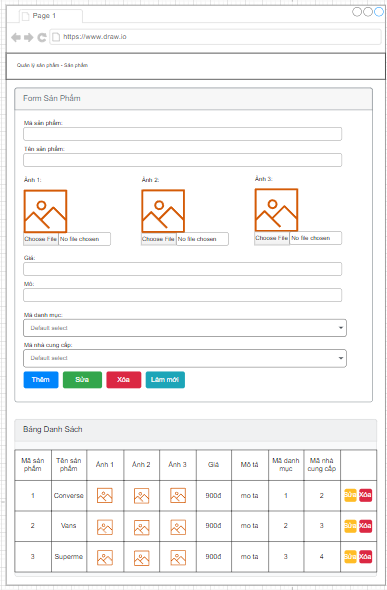 Page 1
https://www.draw.io
Quản lý sản phẩm - Sản phẩm
Form Sản Phẩm
Mã sản phẩm:
Tên sản phẩm:
Ảnh 1: Ảnh 2: Ảnh 3:
Choose File No file chosen Choose File No file chosen Choose File No file chosen
Giá:
Mô:
Mã danh mục:
Default select
Mã nhà cung cấp:
Default select
Thêm Sửa Xóa Làm mới
Bảng Danh Sách
Mã sản phẩm Tên sản phẩm Ảnh 1 Ảnh 2 Ảnh 3 Giá Mô tả Mã danh mục Mã nhà cung cấp
1 Converse 900đ mo ta 1 2 Sửa Xóa
2 Vans 900đ mo ta 2 3 Sửa Xóa
3 Superme 900đ mo ta 3 4 Sửa Xóa